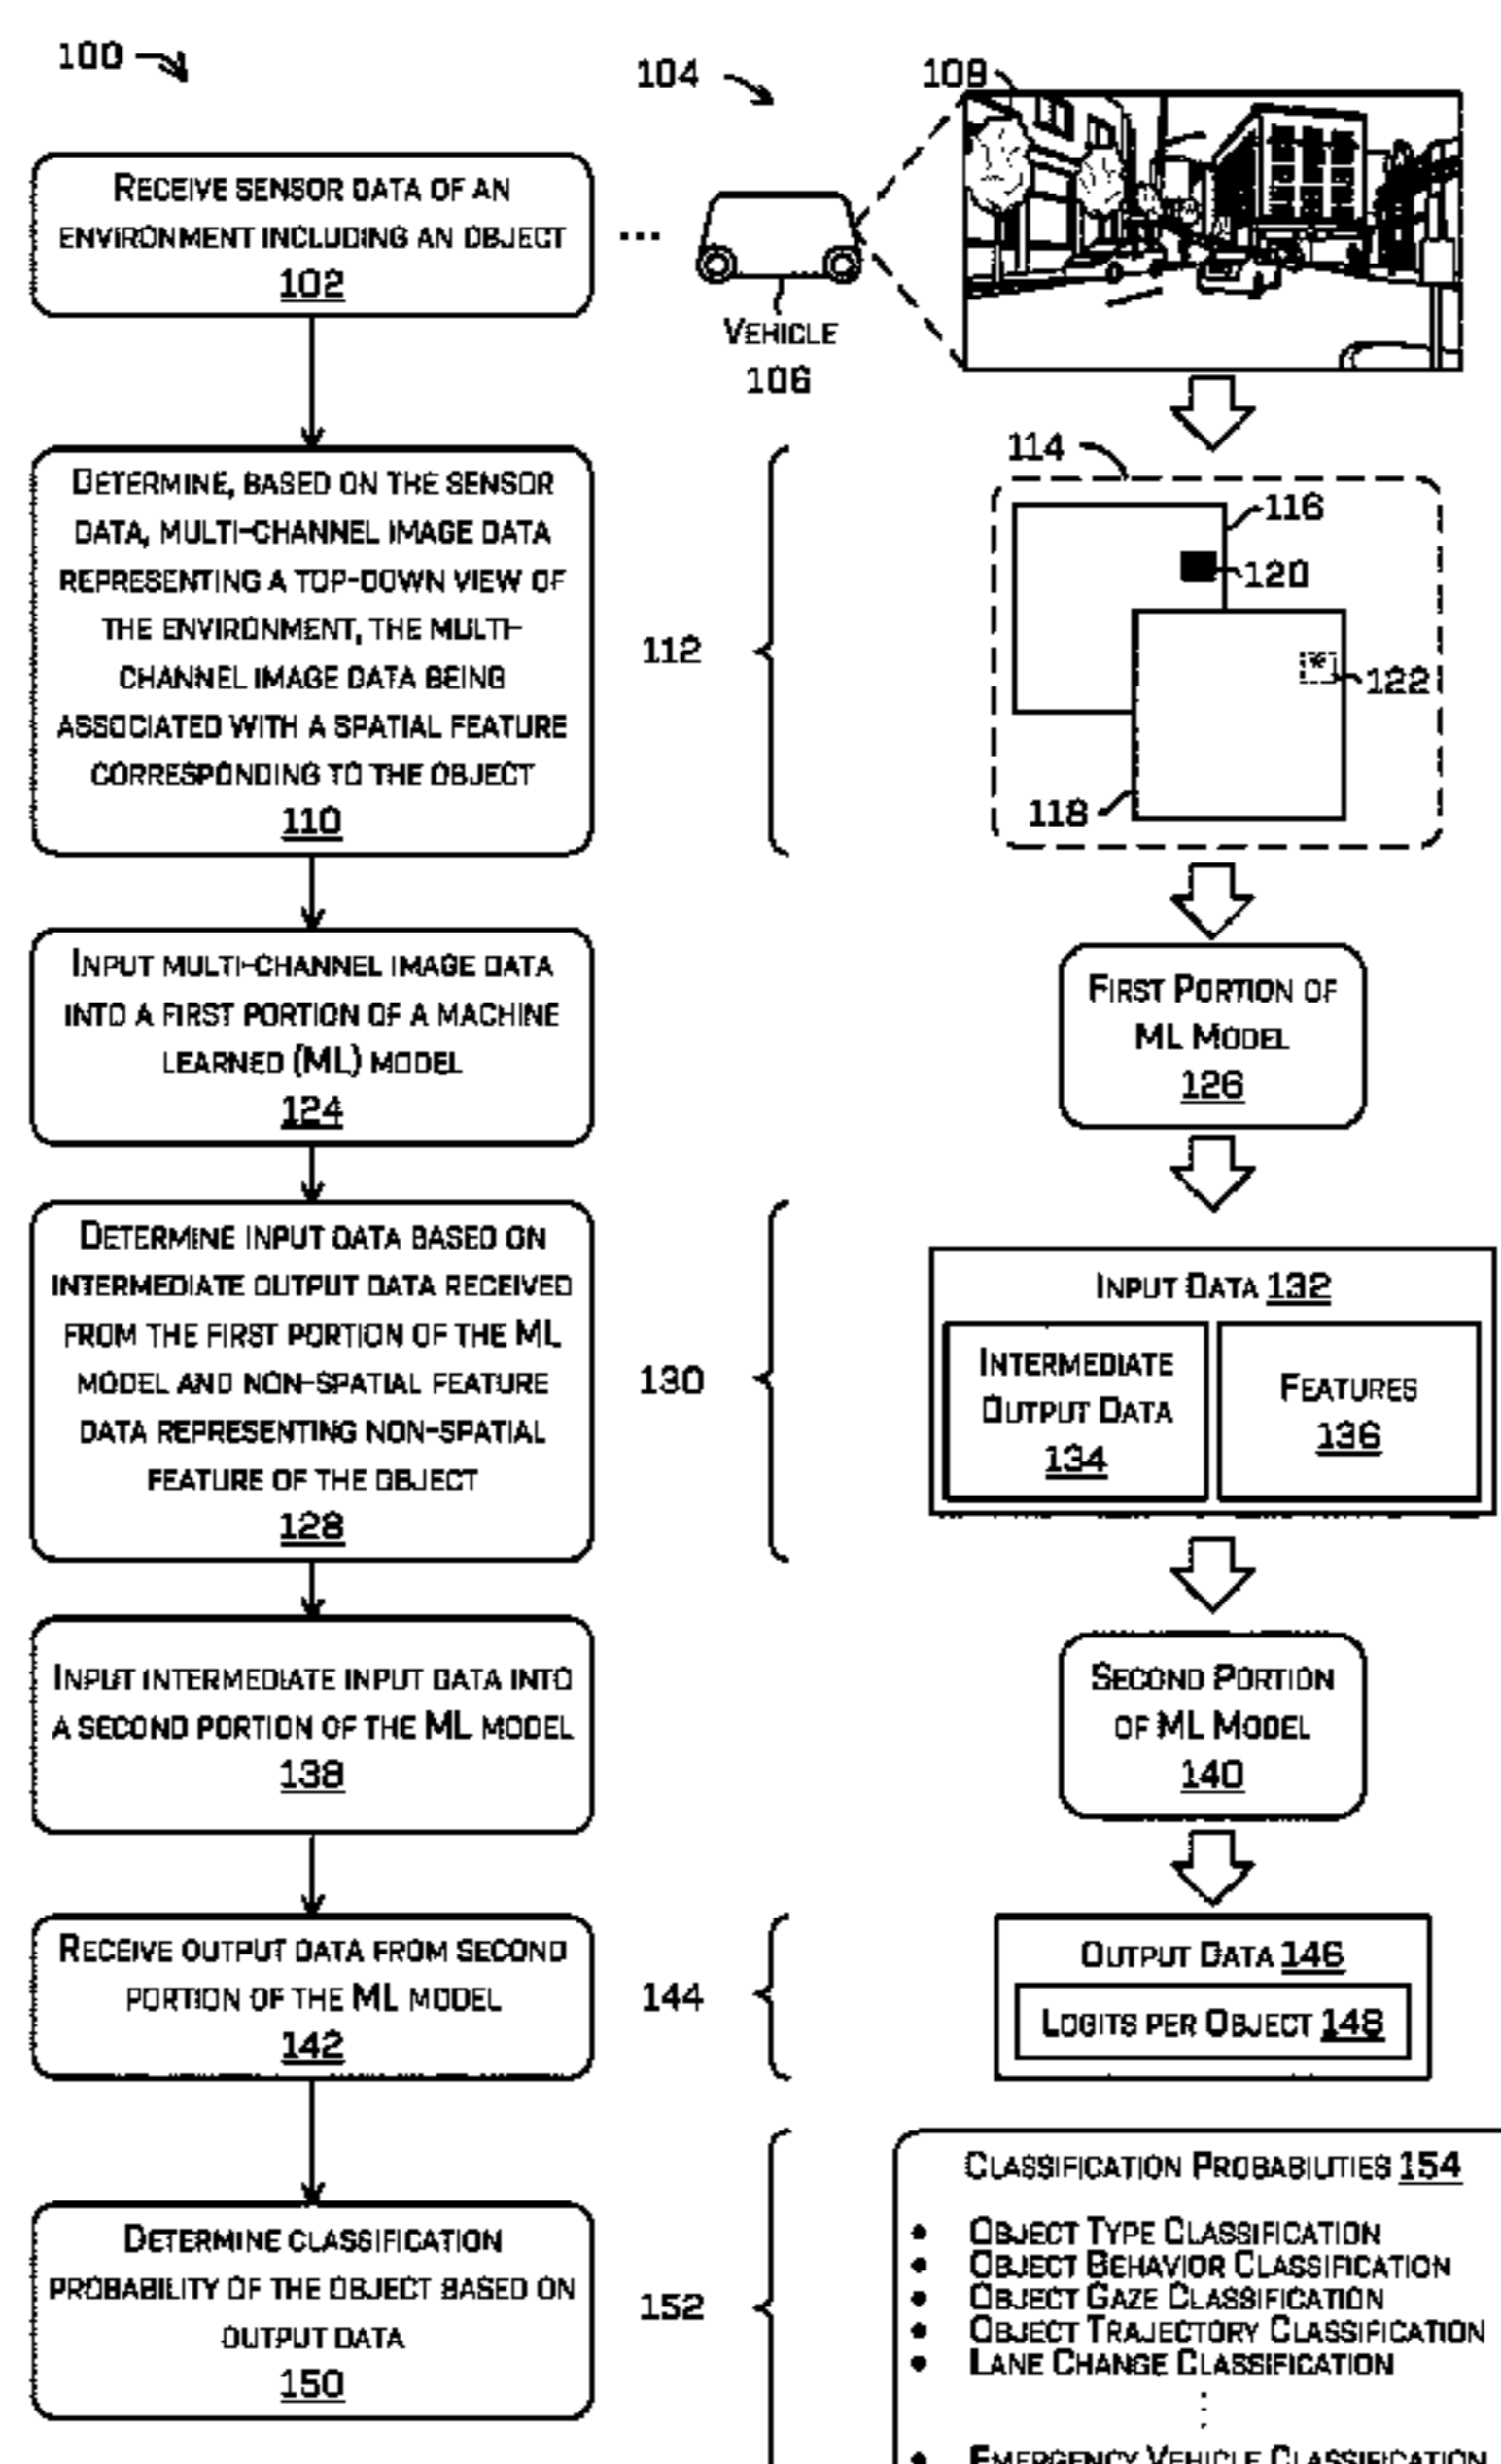 100
104
108
RECEIVE SENSOR DATA OF AN
ENVIRONMENT INCLUDING AN OBJECT
102
...
VEHICLE
106
DETERMINE, BASED ON THE SENSOR
DATA, MULTI-CHANNEL IMAGE DATA
REPRESENTING A TOP-DOWN VIEW OF
THE ENVIRONMENT, THE MULTI-
CHANNEL IMAGE DATA BEING
ASSOCIATED WITH A SPATIAL FEATURE
CORRESPONDING TO THE OBJECT
110
112
114
116
120
122
118
INPUT MULTI-CHANNEL IMAGE DATA
INTO A FIRST PORTION OF A MACHINE
LEARNED (ML) MODEL
124
FIRST PORTION OF
ML MODEL
126
DETERMINE INPUT DATA BASED ON
INTERMEDIATE OUTPUT DATA RECEIVED
FROM THE FIRST PORTION OF THE ML
MODEL AND NON-SPATIAL FEATURE
DATA REPRESENTING NON-SPATIAL
FEATURE OF THE OBJECT
128
130
INPUT DATA 132
INTERMEDIATE
OUTPUT DATA
134
FEATURES
136
INPUT INTERMEDIATE INPUT DATA INTO
A SECOND PORTION OF THE ML MODEL
138
SECOND PORTION
OF ML MODEL
140
RECEIVE OUTPUT DATA FROM SECOND
PORTION OF THE ML MODEL
142
144
OUTPUT DATA 146
LOGITS PER OBJECT 148
DETERMINE CLASSIFICATION
PROBABILITY OF THE OBJECT BASED ON
OUTPUT DATA
150
152
CLASSIFICATION PROBABILITIES 154
• OBJECT TYPE CLASSIFICATION
• OBJECT BEHAVIOR CLASSIFICATION
• OBJECT GAZE CLASSIFICATION
• OBJECT TRAJECTORY CLASSIFICATION
• LANE CHANGE CLASSIFICATION
• EMERGENCY VEHICLE CLASSIFICATION